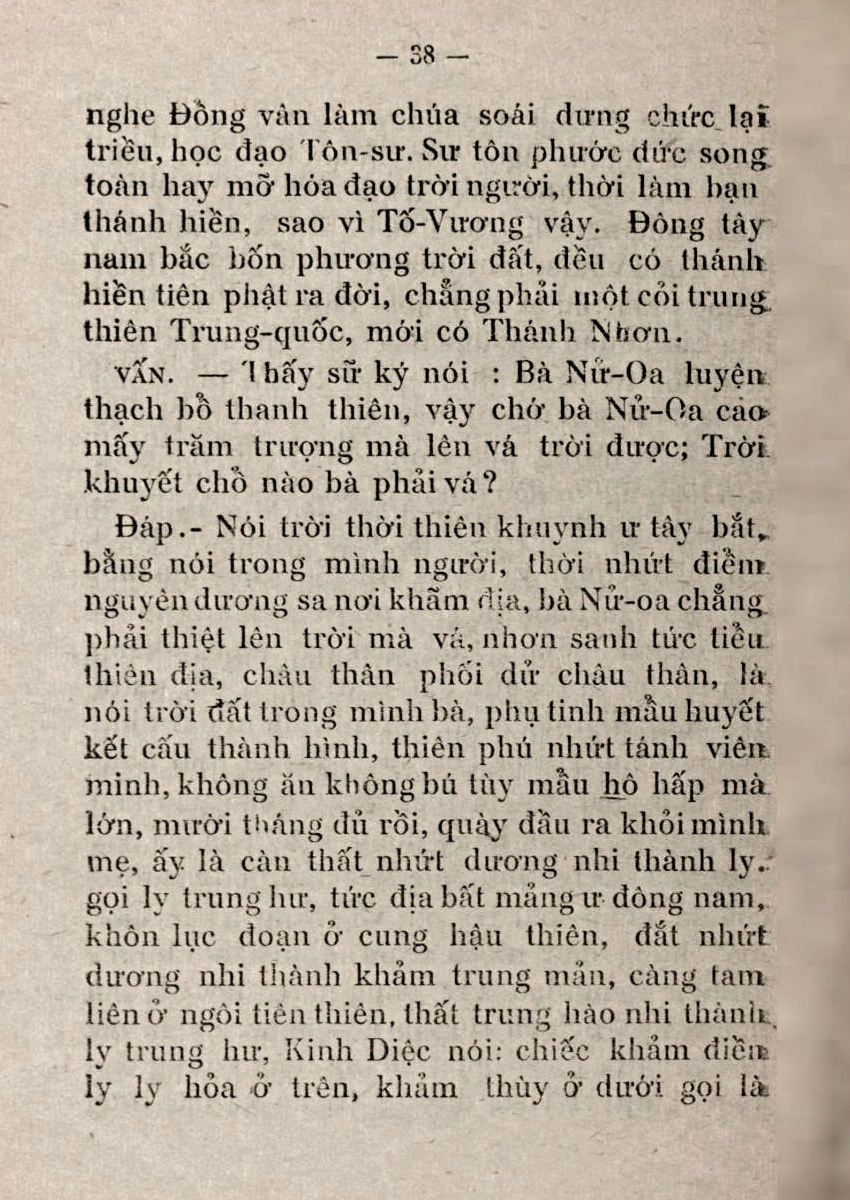 — 38 —
nghe Đồng vân làm chúa soái dưng chức lại
triều, học đạo Tôn-sư. Sư tôn phước đức song
toàn hay mỡ hóa đạo trời người, thời làm bạn
thánh hiền, sao vì Tố-Vương vậy. Đông tây
nam bắc bốn phương trời đất, đều có thánh
hiền tiên phật ra đời, chẳng phải một cỏi trung
thiên Trung-quốc, mới có Thánh Nhơn.
VẤN. — Thấy sữ ký nói : Bà Nử-Oa luyện
thạch bồ thanh thiên, vậy chớ bà Nử-Oa cao
mấy trăm trượng mà lên vá trời được; Trời
khuyết chổ nào bà phải vá?
Đáp.- Nói trời thời thiên khuynh ư tây bắt,
bằng nói trong mình người, thời nhứt điểm
nguyên dương sa nơi khãm địa, bà Nử-oa chẳng
phải thiệt lên trời mà vá, nhơn sanh tức tiểu
thiên địa, châu thân phối dử châu thân, là
nói trời đất trong mình bà, phụ tinh mẫu huyết
kết cấu thành hình, thiên phú nhứt tánh viên
minh, không ăn không bú tùy mẫu hô hấp mà
lớn, mười tháng đủ rồi, quày đầu ra khỏi mình
mẹ, ấy là càn thất nhứt dương nhi thành ly.
gọi ly trung hư, tức địa bất mảng ư đông nam,
khôn lục đoạn ở cung hậu thiên, đắt nhứt
dương nhi thành khảm trung mản, càng tam
liên ở ngôi tiên thiên, thất trung hào nhi thành
ly trung hư, Kinh Diệc nói: chiếc khảm điền
ly ly hỏa ở trên, khảm thùy ở dưới gọi là